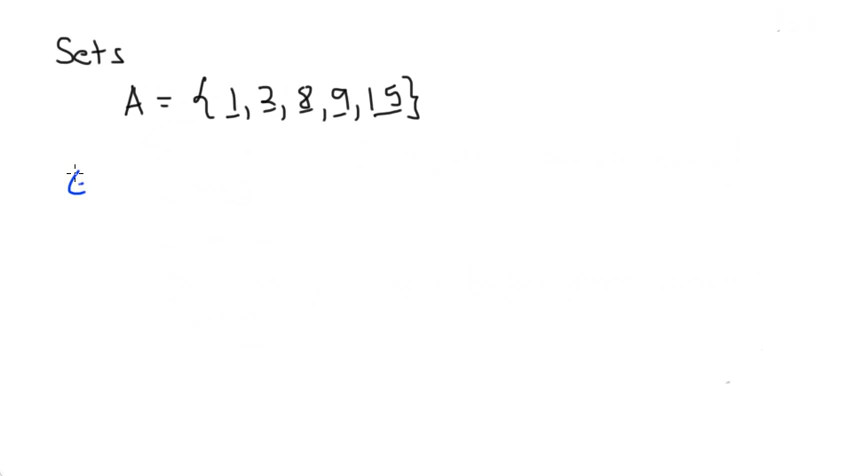 Sets
A = {1, 3, 8, 9, 15}